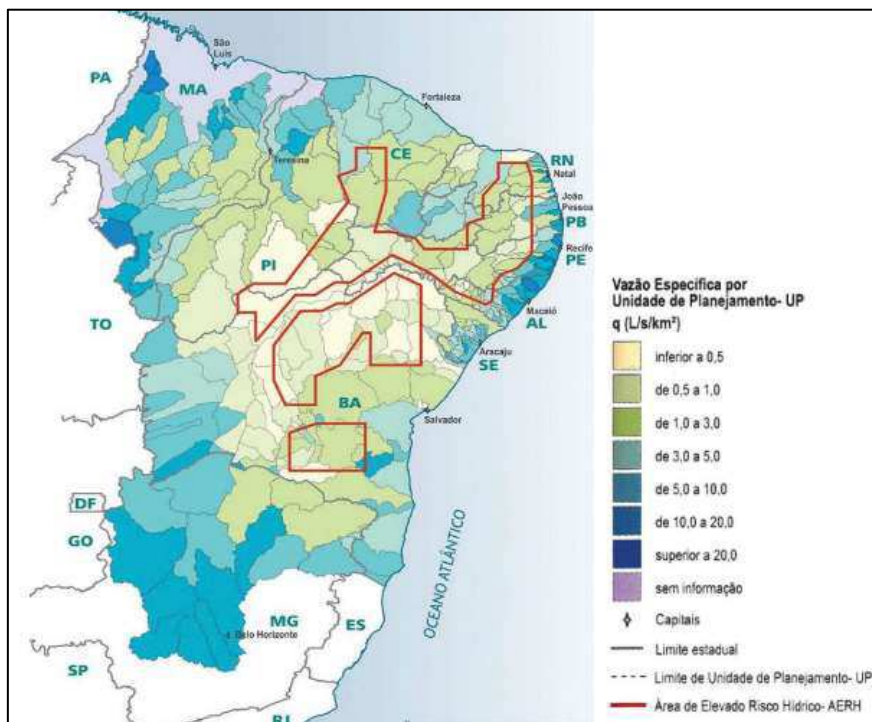 São
Luis
PA
MA
Fortaleza
Teresina
CE
RN
Natal
João
Pessoa
PB
Recife
PE
PI
Maceió
AL
TO
Aracaju
SE
BA
Salvador
DF
GO
OCEANO ATLÂNTICO
MG
Belo Horizonte
ES
SP
RJ
Vazão Específica por
Unidade de Planejamento- UP
q (L/s/km²)
inferior a 0,5
de 0,5 a 1,0
de 1,0 a 3,0
de 3,0 a 5,0
de 5,0 a 10,0
de 10,0 a 20,0
superior a 20,0
sem informação
Capitais
Limite estadual
Limite de Unidade de Planejamento- UP
Área de Elevado Risco Hídrico- AERH